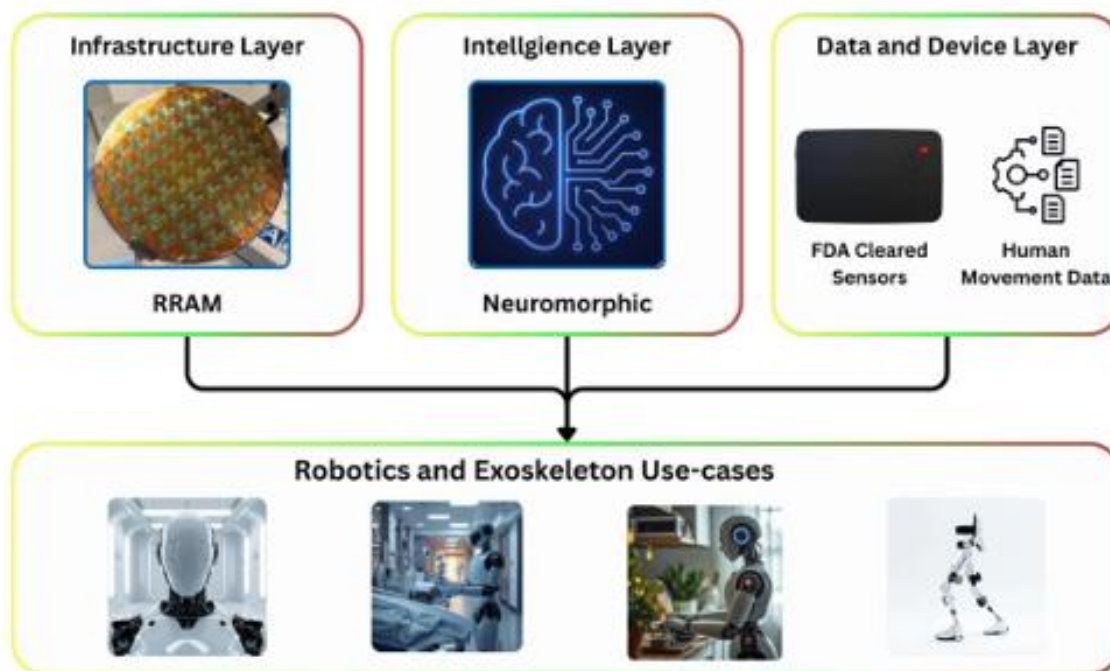 Infrastructure Layer
Intellgience Layer
Data and Device Layer
RRAM
Neuromorphic
FDA Cleared
Sensors
Human
Movement Data
Robotics and Exoskeleton Use-cases